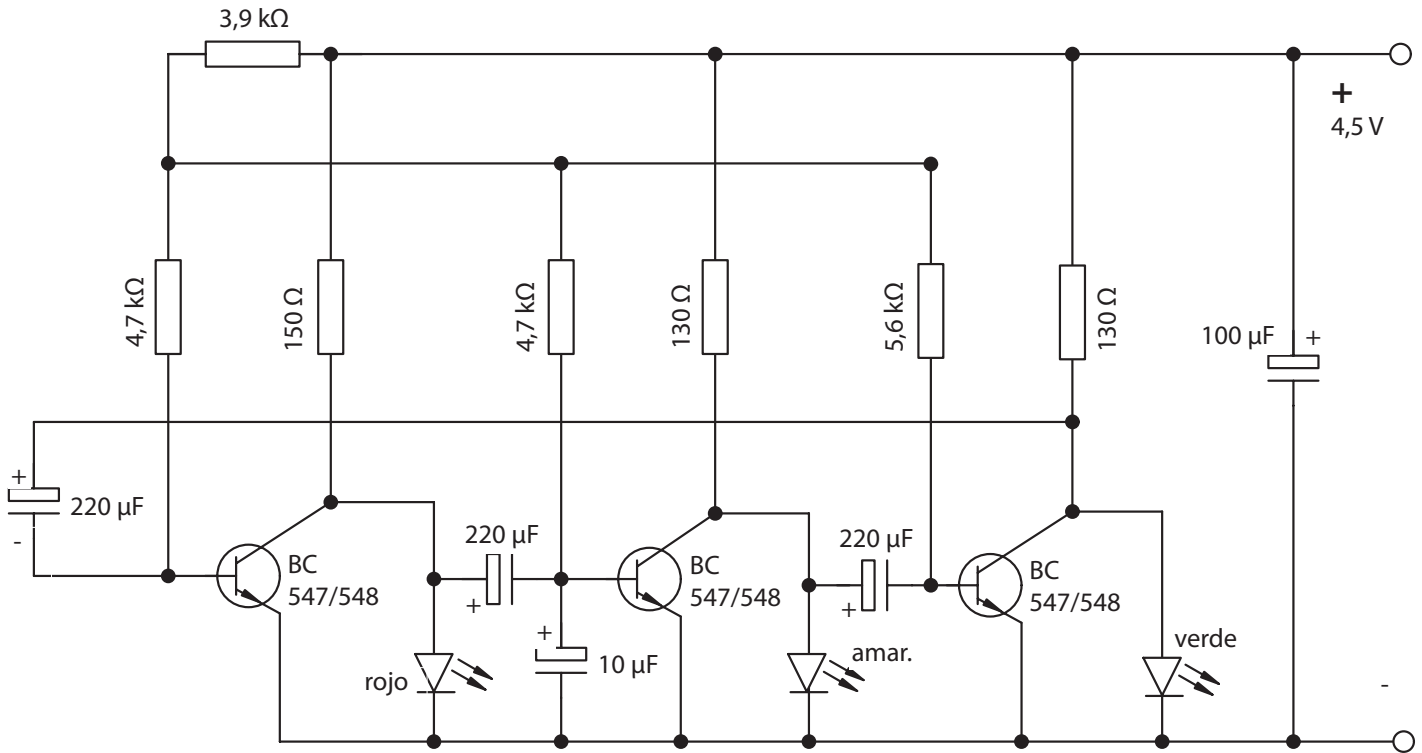 3,9 kΩ
+
4,5 V
4,7 kΩ
150 Ω
4,7 kΩ
130 Ω
5,6 kΩ
130 Ω
100 µF
+
+
220 µF
-
BC
547/548
220 µF
+
BC
547/548
220 µF
+
BC
547/548
+
10 µF
rojo
amar.
verde
-